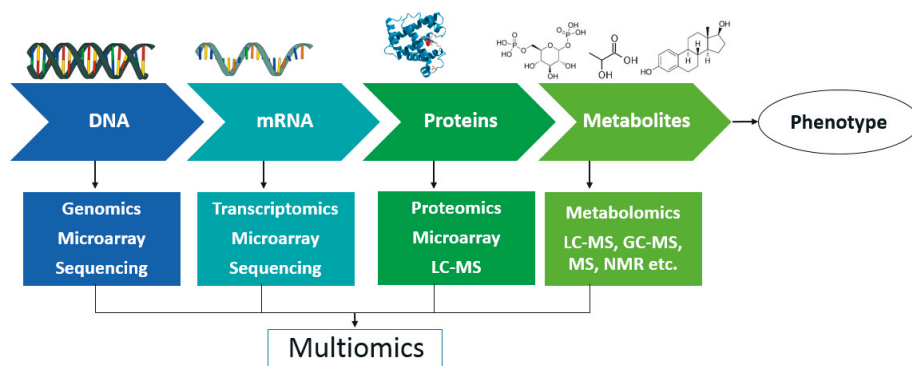 DNA
mRNA
Proteins
Metabolites
Phenotype
Genomics
Microarray
Sequencing
Transcriptomics
Microarray
Sequencing
Proteomics
Microarray
LC-MS
Metabolomics
LC-MS, GC-MS,
MS, NMR etc.
Multiomics